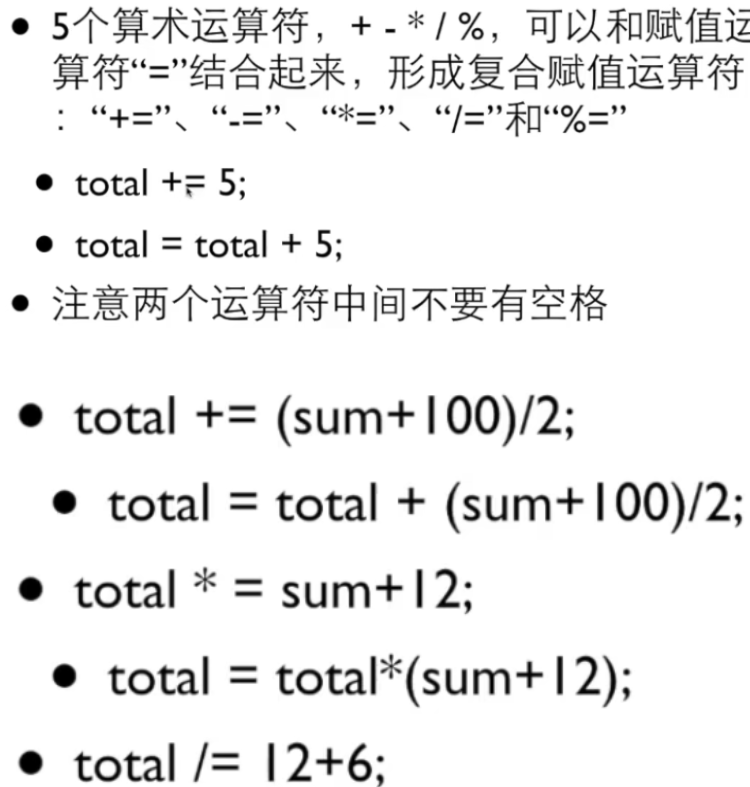 • 5个算术运算符，+ - * / %，可以和赋值运
算符“=”结合起来，形成复合赋值运算符
：“+=”、“-=”、“*=”、“/=”和“%=”
• total += 5;
• total = total + 5;
• 注意两个运算符中间不要有空格
• total += (sum+100)/2;
• total = total + (sum+100)/2;
• total * = sum+12;
• total = total*(sum+12);
• total /= 12+6;